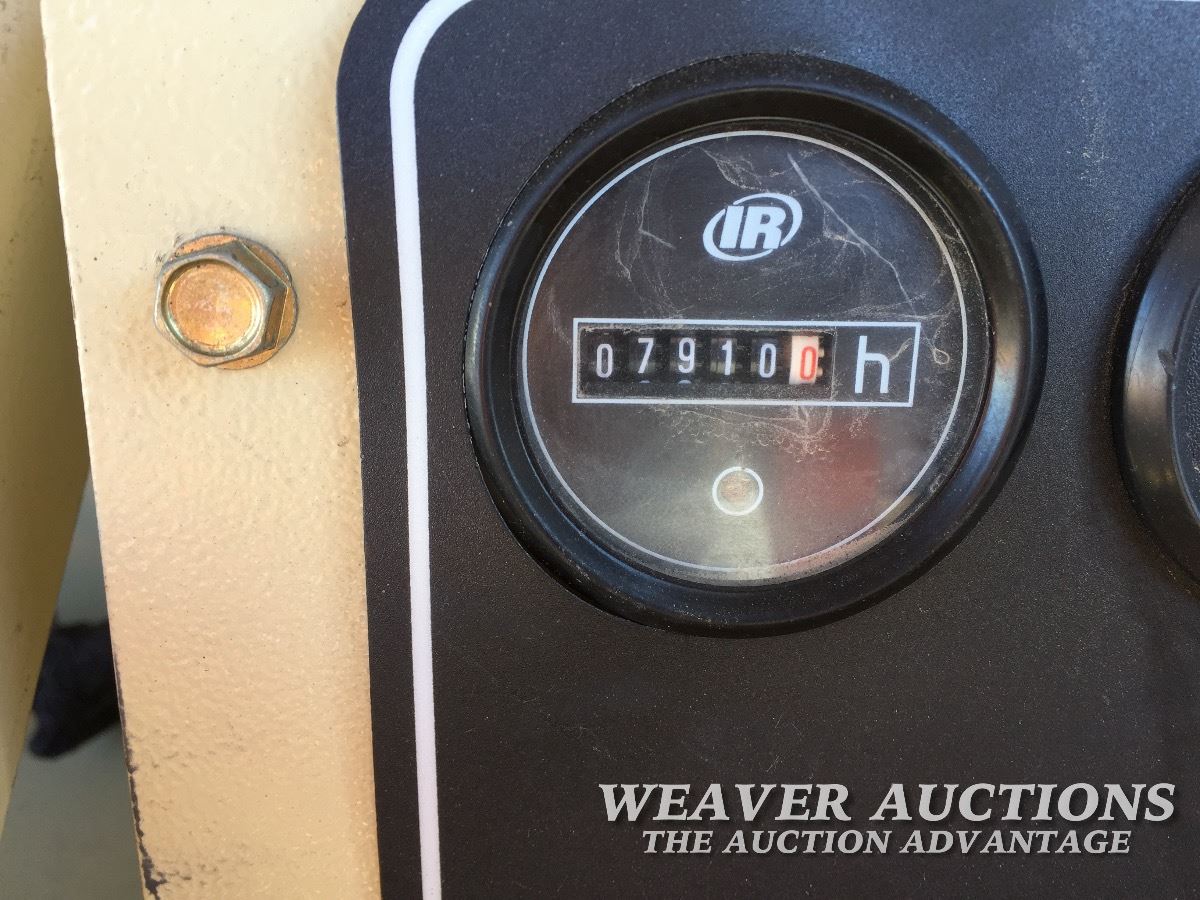 IR
079100 h
WEAVER AUCTIONS
THE AUCTION ADVANTAGE